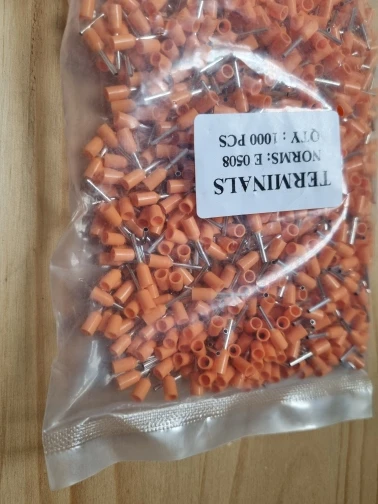 TERMINALS
NORMS: E 0508
QTY : 1000 PCS